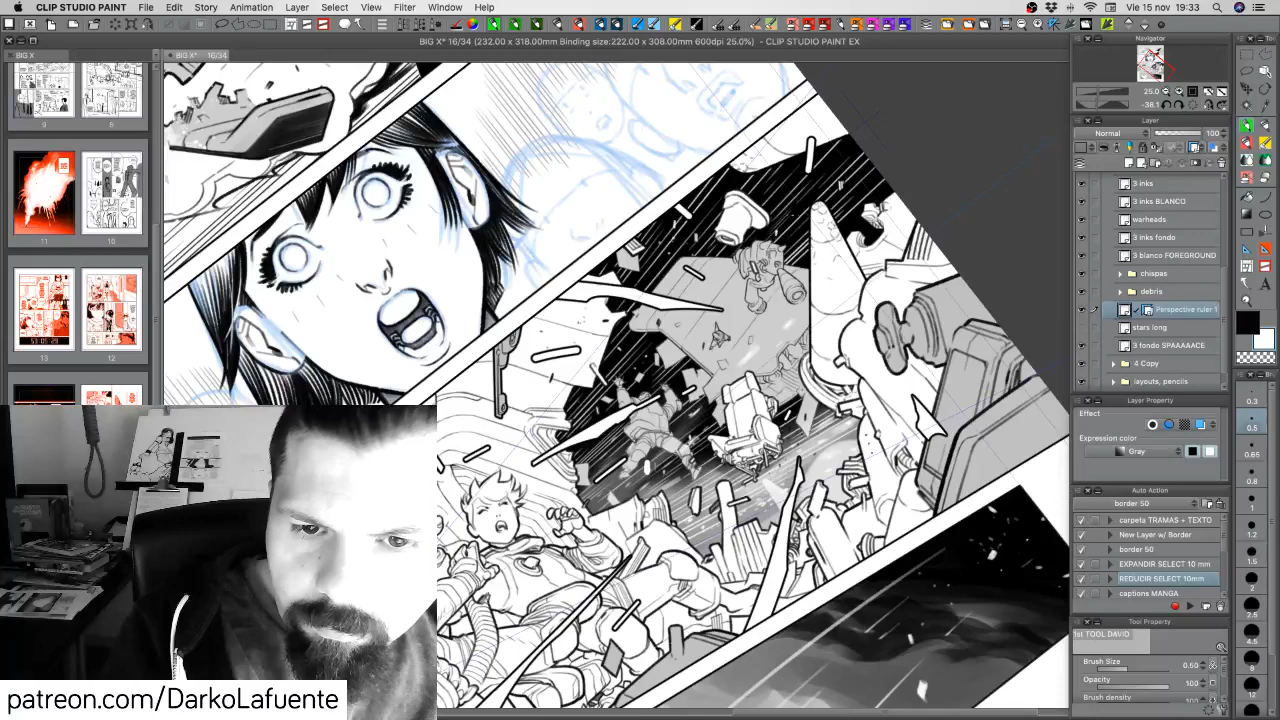 CLIP STUDIO PAINT File Edit Story Animation Layer Select View Filter Window Help
Vie 15 nov 19:33
BIG X* 16/34 (232.00 x 318.00mm Binding size:222.00 x 308.00mm 600dpi 25.0%) - CLIP STUDIO PAINT EX
BIG X
BIG X* 16/34
9 8
11 10
13 12
Navigator
25.0
-38.1
Layer
Normal 100
3 inks
3 inks BLANCO
warheads
3 inks fondo
3 blanco FOREGROUND
chispas
debris
Perspective ruler 1
stars long
3 fondo SPAAAACE
4 Copy
layouts, pencils
Layer Property
Effect
Expression color
Gray
Auto Action
border 50
carpeta TRAMAS + TEXTO
New Layer w/ Border
border 50
EXPANDIR SELECT 10 mm
REDUCIR SELECT 10mm
captions MANGA
Tool Property
1st TOOL DAVID
Brush Size 0.50
Opacity 100
Brush density 100
0.3
0.5
0.65
0.8
1
1.2
1.5
2
2.5
4.5
9
12
patreon.com/DarkoLafuente